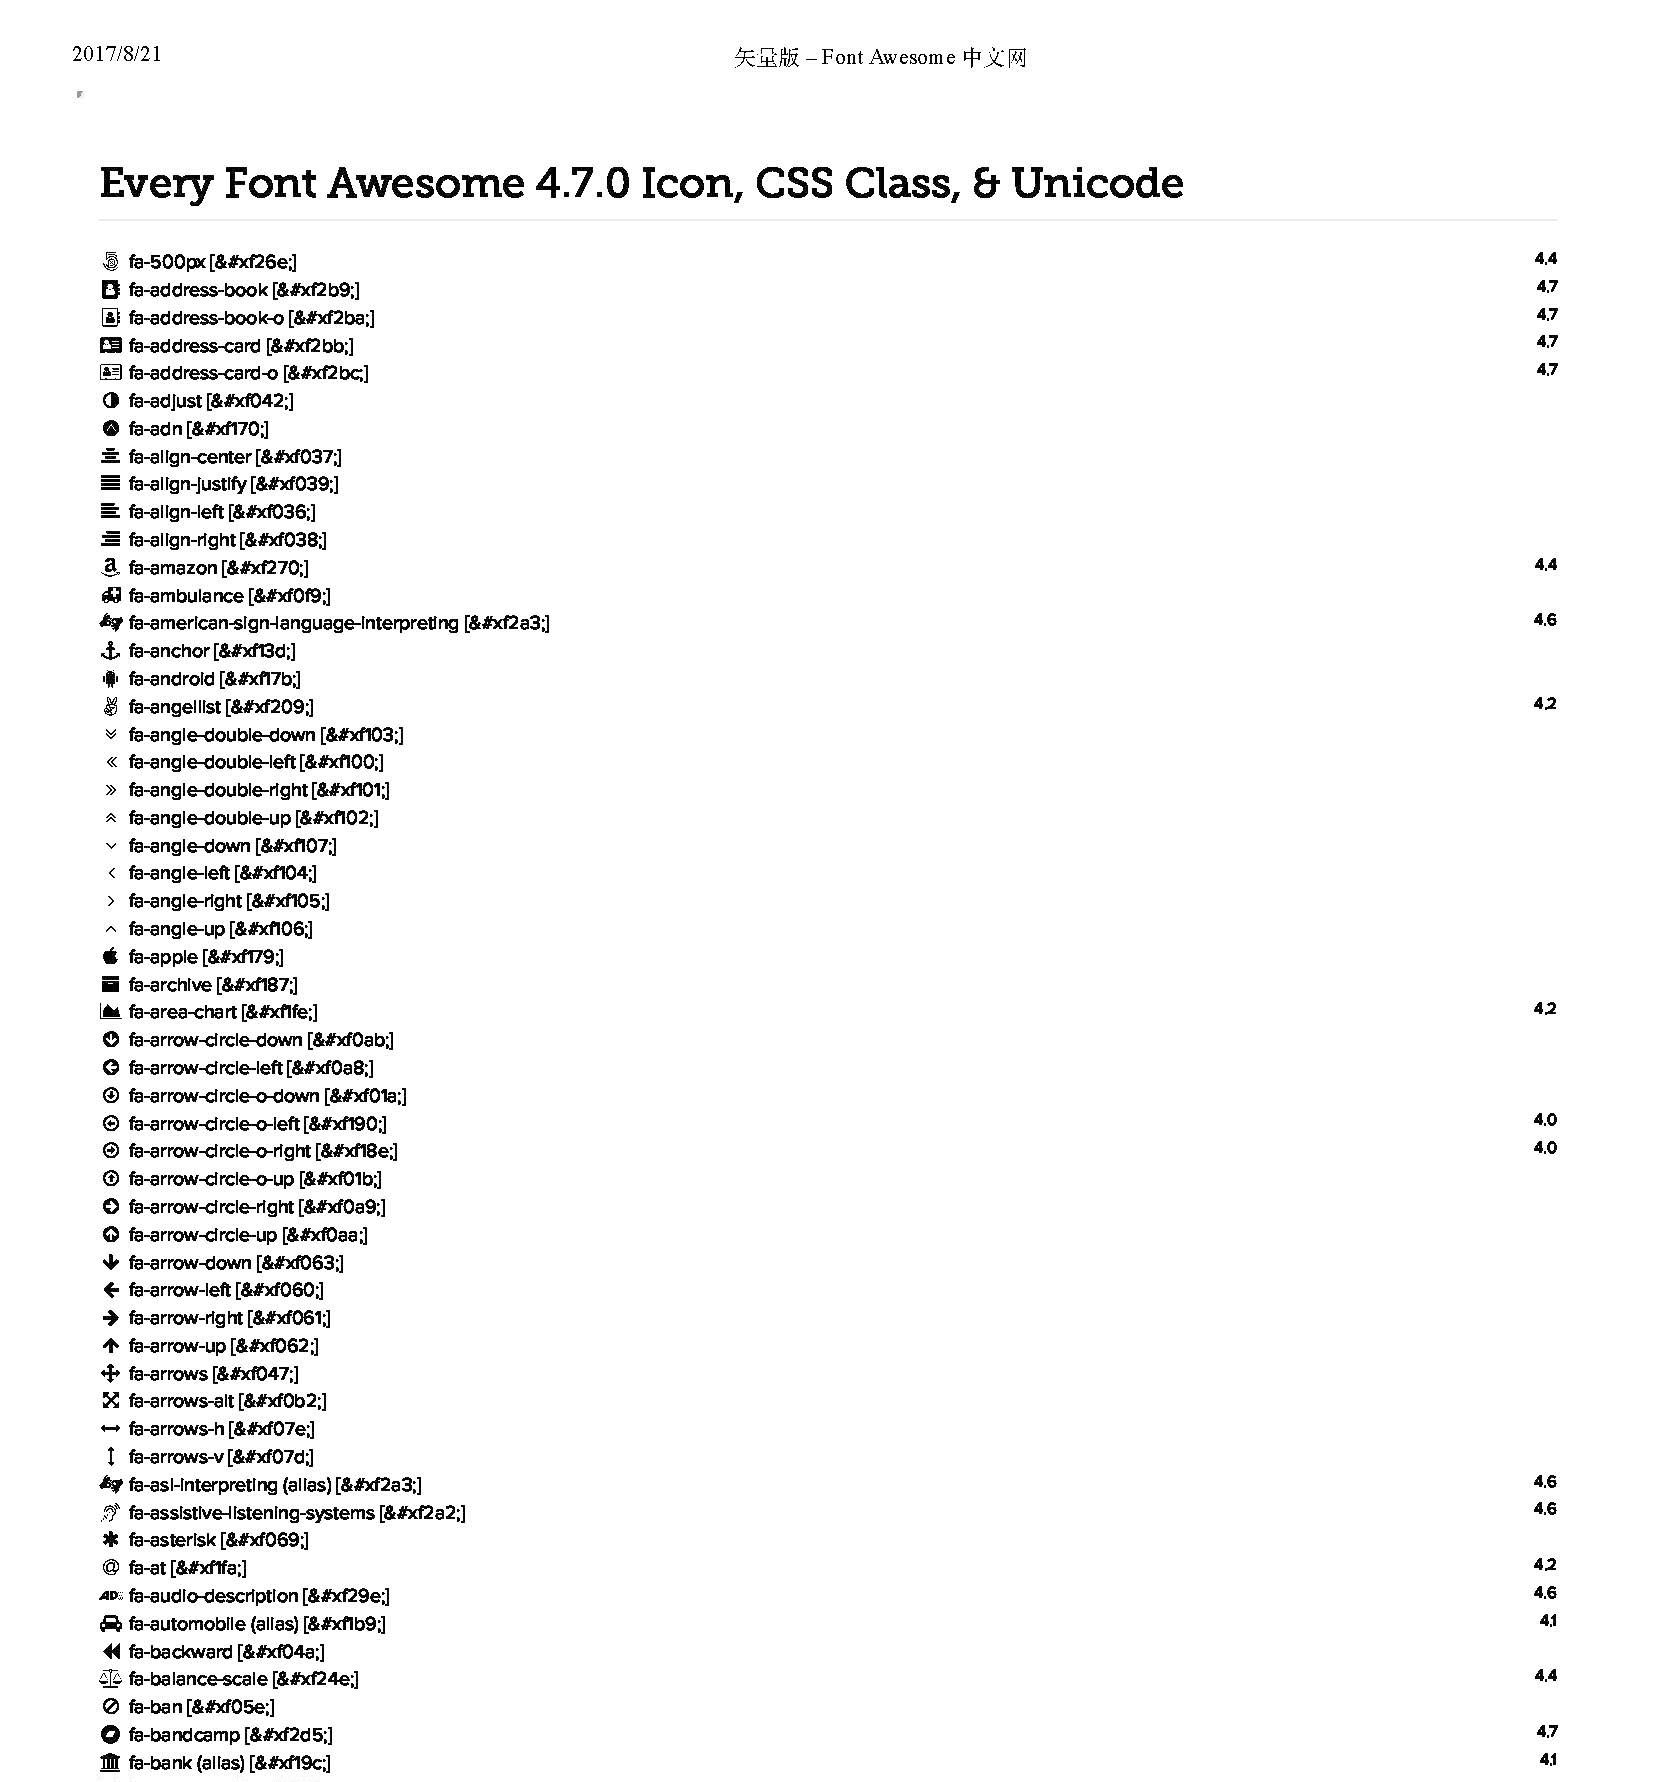 2017/8/21
矢量版 – Font Awesome 中文网
Every Font Awesome 4.7.0 Icon, CSS Class, & Unicode
fa-500px [&#xf26e;] 4.4
fa-address-book [&#xf2b9;] 4.7
fa-address-book-o [&#xf2ba;] 4.7
fa-address-card [&#xf2bb;] 4.7
fa-address-card-o [&#xf2bc;] 4.7
fa-adjust [&#xf042;]
fa-adn [&#xf170;]
fa-align-center [&#xf037;]
fa-align-justify [&#xf039;]
fa-align-left [&#xf036;]
fa-align-right [&#xf038;]
fa-amazon [&#xf270;] 4.4
fa-ambulance [&#xf0f9;]
fa-american-sign-language-interpreting [&#xf2a3;] 4.6
fa-anchor [&#xf13d;]
fa-android [&#xf17b;]
fa-angellist [&#xf209;] 4.2
fa-angle-double-down [&#xf103;]
fa-angle-double-left [&#xf100;]
fa-angle-double-right [&#xf101;]
fa-angle-double-up [&#xf102;]
fa-angle-down [&#xf107;]
fa-angle-left [&#xf104;]
fa-angle-right [&#xf105;]
fa-angle-up [&#xf106;]
fa-apple [&#xf179;]
fa-archive [&#xf187;]
fa-area-chart [&#xf1fe;] 4.2
fa-arrow-circle-down [&#xf0ab;]
fa-arrow-circle-left [&#xf0a8;]
fa-arrow-circle-o-down [&#xf01a;]
fa-arrow-circle-o-left [&#xf190;] 4.0
fa-arrow-circle-o-right [&#xf18e;] 4.0
fa-arrow-circle-o-up [&#xf01b;]
fa-arrow-circle-right [&#xf0a9;]
fa-arrow-circle-up [&#xf0aa;]
fa-arrow-down [&#xf063;]
fa-arrow-left [&#xf060;]
fa-arrow-right [&#xf061;]
fa-arrow-up [&#xf062;]
fa-arrows [&#xf047;]
fa-arrows-alt [&#xf0b2;]
fa-arrows-h [&#xf07e;]
fa-arrows-v [&#xf07d;]
fa-asl-interpreting (alias) [&#xf2a3;] 4.6
fa-assistive-listening-systems [&#xf2a2;] 4.6
fa-asterisk [&#xf069;]
fa-at [&#xf1fa;] 4.2
fa-audio-description [&#xf29e;] 4.6
fa-automobile (alias) [&#xf1b9;] 4.1
fa-backward [&#xf04a;]
fa-balance-scale [&#xf24e;] 4.4
fa-ban [&#xf05e;]
fa-bandcamp [&#xf2d5;] 4.7
fa-bank (alias) [&#xf19c;] 4.1